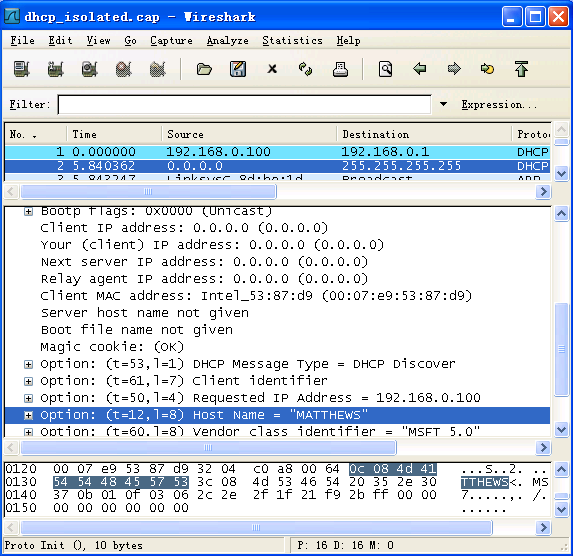 dhcp_isolated.cap - Wireshark
File Edit View Go Capture Analyze Statistics Help
Filter: Expression...
No. . Time Source Destination Proto
1 0.000000 192.168.0.100 192.168.0.1 DHCP
2 5.840362 0.0.0.0 255.255.255.255 DHCP
3 5.843247 LinksysG_8d:be:1d Broadcast ARP
Bootp flags: 0x0000 (Unicast)
Client IP address: 0.0.0.0 (0.0.0.0)
Your (client) IP address: 0.0.0.0 (0.0.0.0)
Next server IP address: 0.0.0.0 (0.0.0.0)
Relay agent IP address: 0.0.0.0 (0.0.0.0)
Client MAC address: Intel_53:87:d9 (00:07:e9:53:87:d9)
Server host name not given
Boot file name not given
Magic cookie: (OK)
Option: (t=53,l=1) DHCP Message Type = DHCP Discover
Option: (t=61,l=7) Client identifier
Option: (t=50,l=4) Requested IP Address = 192.168.0.100
Option: (t=12,l=8) Host Name = "MATTHEWS"
Option: (t=60,l=8) Vendor class identifier = "MSFT 5.0"
0120 00 07 e9 53 87 d9 32 04 c0 a8 00 64 0c 08 4d 41 ...S..2. ...
0130 54 54 48 45 57 53 3c 08 4d 53 46 54 20 35 2e 30 TTHEWS<. MS
0140 37 0b 01 0f 03 06 2c 2e 2f 1f 21 f9 2b ff 00 00 7.....,. /.
0150 00 00 00 00 00 00 ......
Proto Init (), 10 bytes P: 16 D: 16 M: 0